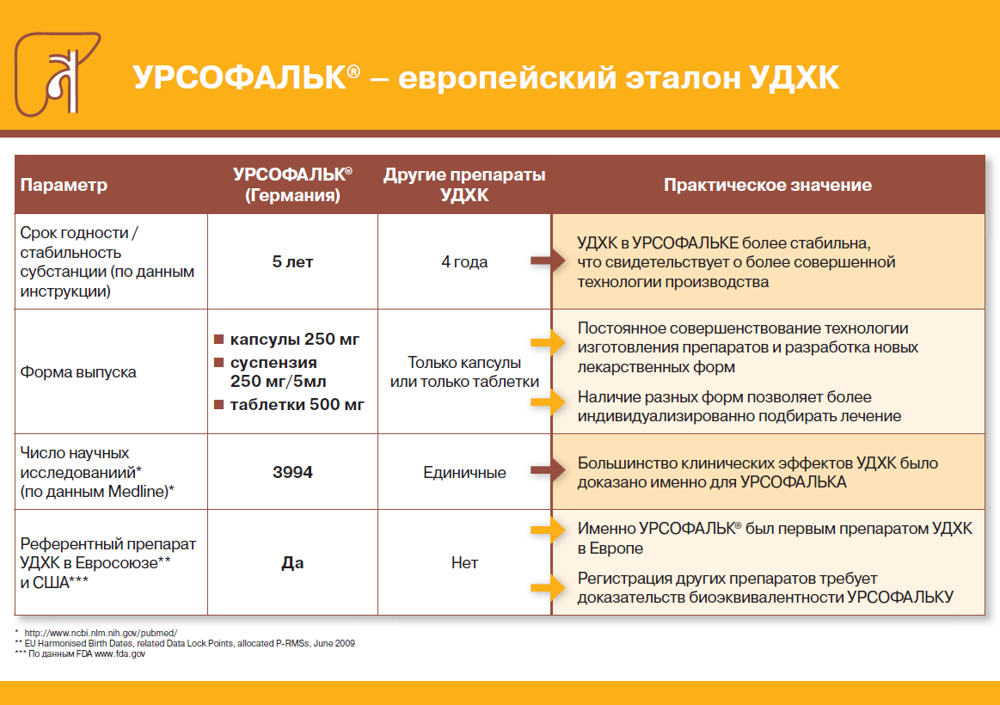 УРСОФАЛЬК® – европейский эталон УДХК
Параметр
УРСОФАЛЬК®
(Германия)
Другие препараты
УДХК
Практическое значение
Срок годности /
стабильность
субстанции (по данным
инструкции)
5 лет
4 года
УДХК в УРСОФАЛЬКЕ более стабильна,
что свидетельствует о более совершенной
технологии производства
Форма выпуска
капсулы 250 мг
суспензия
250 мг/5мл
таблетки 500 мг
Только капсулы
или только таблетки
Постоянное совершенствование технологии
изготовления препаратов и разработка новых
лекарственных форм
Наличие разных форм позволяет более
индивидуализированно подбирать лечение
Число научных
исследованиий*
(по данным Medline)*
3994
Единичные
Большинство клинических эффектов УДХК было
доказано именно для УРСОФАЛЬКА
Референтный препарат
УДХК в Евросоюзе**
и США***
Да
Нет
Именно УРСОФАЛЬК® был первым препаратом УДХК
в Европе
Регистрация других препаратов требует
доказательств биоэквивалентности УРСОФАЛЬКУ
* http://www.ncbi.nlm.nih.gov/pubmed/
** EU Harmonised Birth Dates, related Data Lock Points, allocated P-RMSs, June 2009
*** По данным FDA www.fda.gov